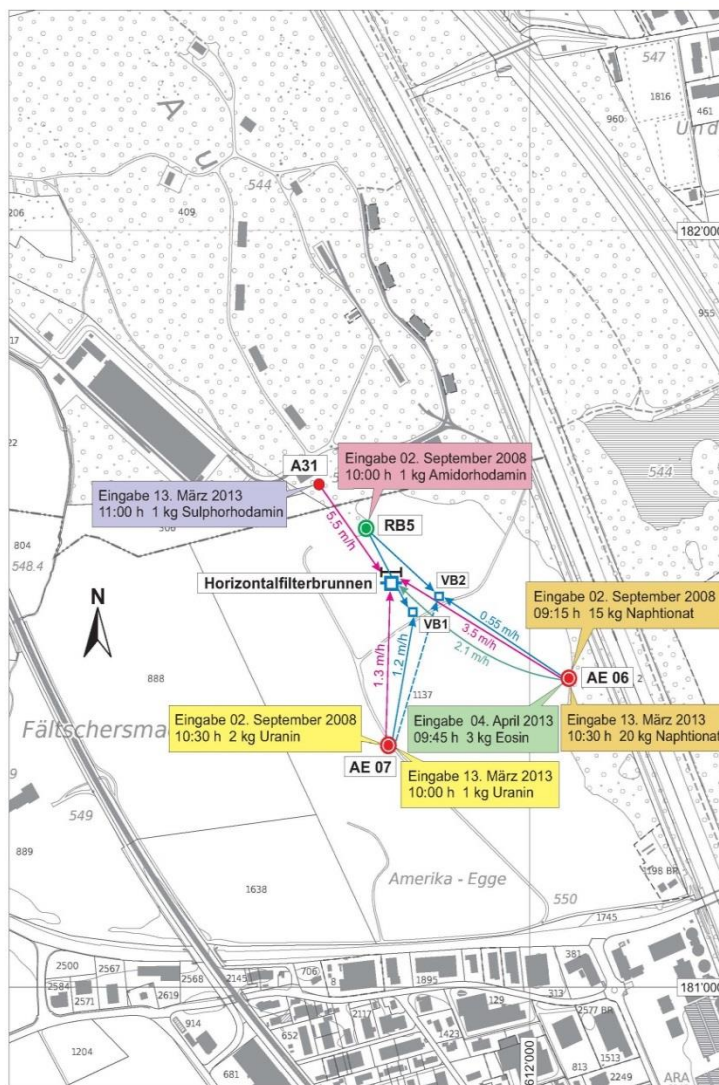 547
1816
461
960
A
u
544
206
409
182'000
17
955
22
544
A31
Eingabe 02. September 2008
10:00 h 1 kg Amidorhodamin
Eingabe 13. März 2013
11:00 h 1 kg Sulphorhodamin
306
RB5
5.5 m/h
804
548.4
Horizontalfilterbrunnen
VB2
N
Eingabe 02. September 2008
09:15 h 15 kg Naphtionat
0.55 m/h
3.5 m/h
2.1 m/h
VB1
1.2 m/h
1.3 m/h
AE 06
2
888
1137
Eingabe 02. September 2008
10:30 h 2 kg Uranin
Eingabe 04. April 2013
09:45 h 3 kg Eosin
Eingabe 13. März 2013
10:30 h 20 kg Naphtionat
Fältschersma
9
AE 07
Eingabe 13. März 2013
10:00 h 1 kg Uranin
549
889
Amerika - Egge
550
1198 BR
1638
1745
2500
2567
2568
2145
706
8
1895
381
2584
2571
2619
313
181'000
129
2577 BR
914
2117
652
1423
612'000
1204
681
813
1513
2249
ARA